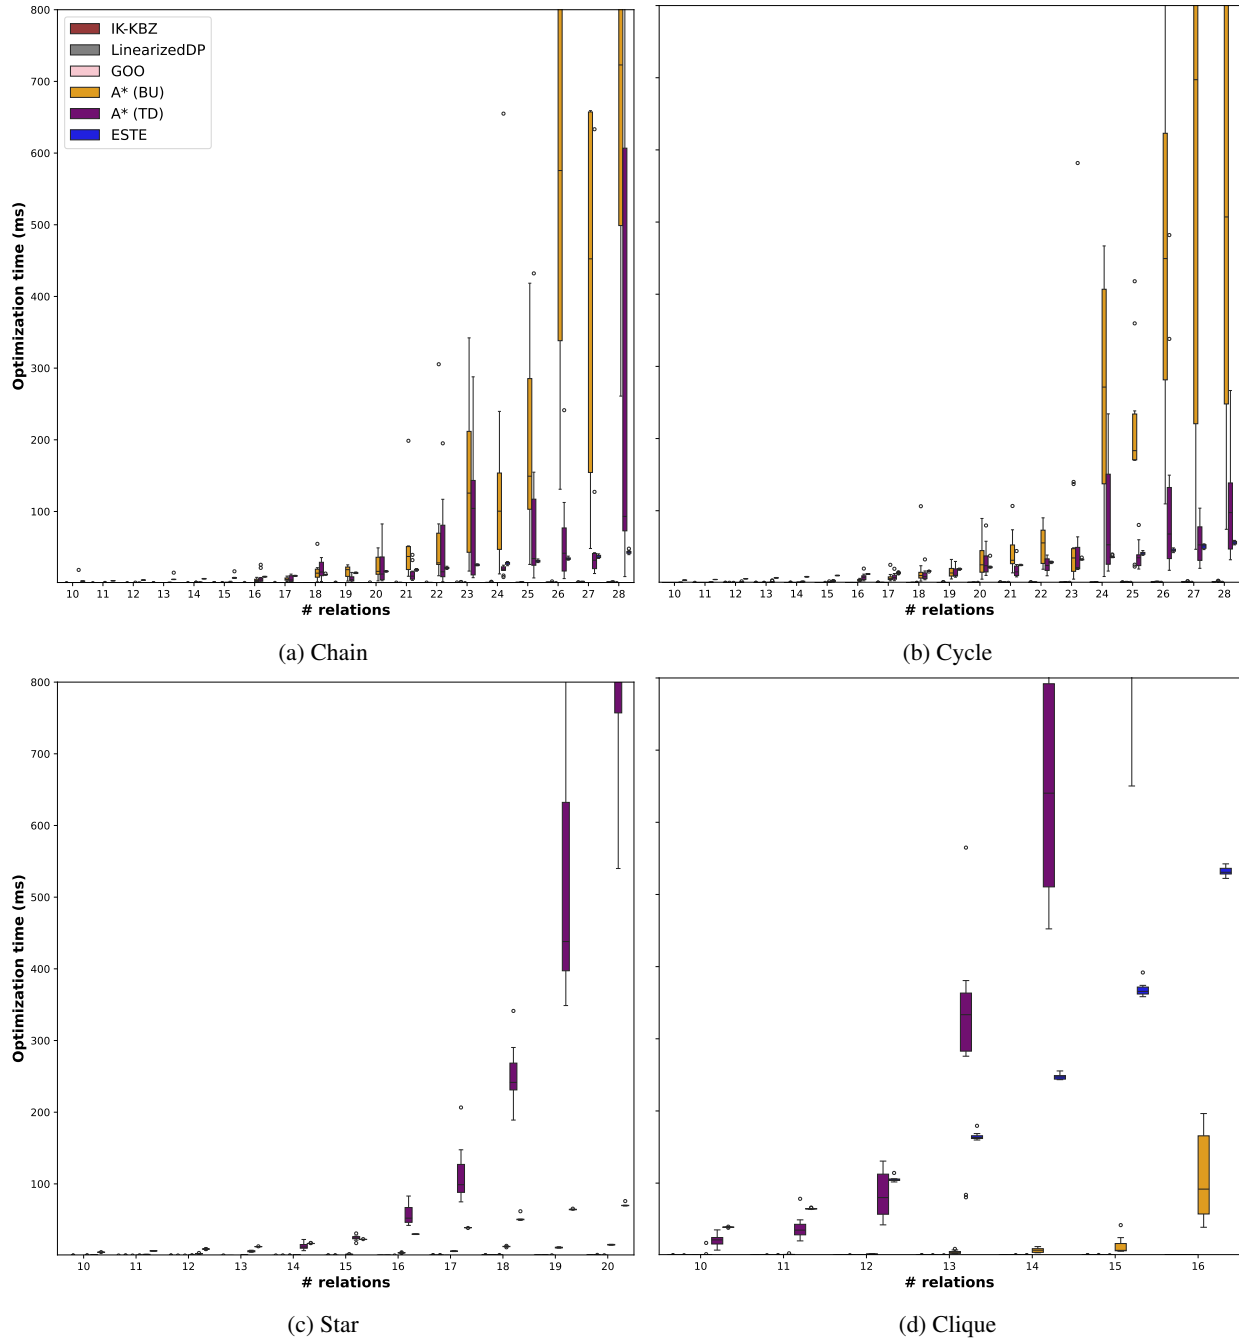 800
700
600
500
400
300
200
100
Optimization time (ms)
IK-KBZ
LinearizedDP
GOO
A* (BU)
A* (TD)
ESTE
10 11 12 13 14 15 16 17 18 19 20 21 22 23 24 25 26 27 28
# relations
(a) Chain
10 11 12 13 14 15 16 17 18 19 20 21 22 23 24 25 26 27 28
# relations
(b) Cycle
800
700
600
500
400
300
200
100
Optimization time (ms)
10 11 12 13 14 15 16 17 18 19 20
# relations
(c) Star
10 11 12 13 14 15 16
# relations
(d) Clique